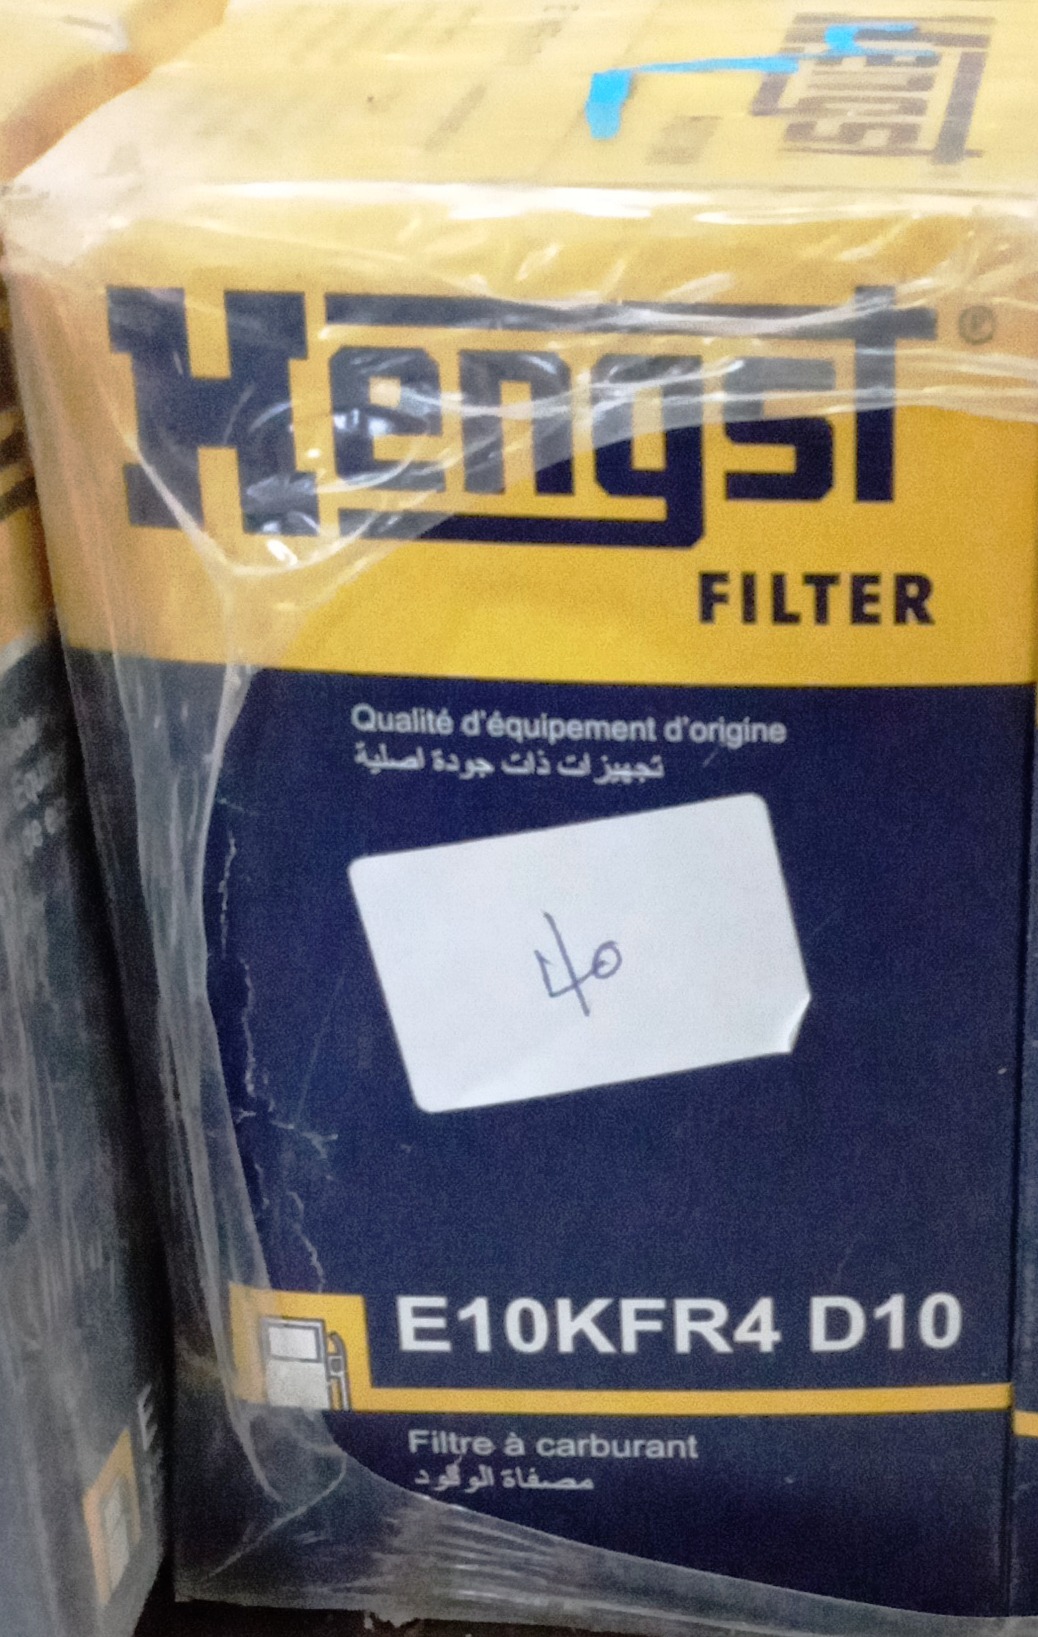 Hengst®
FILTER
Qualité d'équipement d'origine
تجهيزات ذات جودة اصلية
40
E10KFR4 D10
Filtre à carburant
مصفاة الوقود